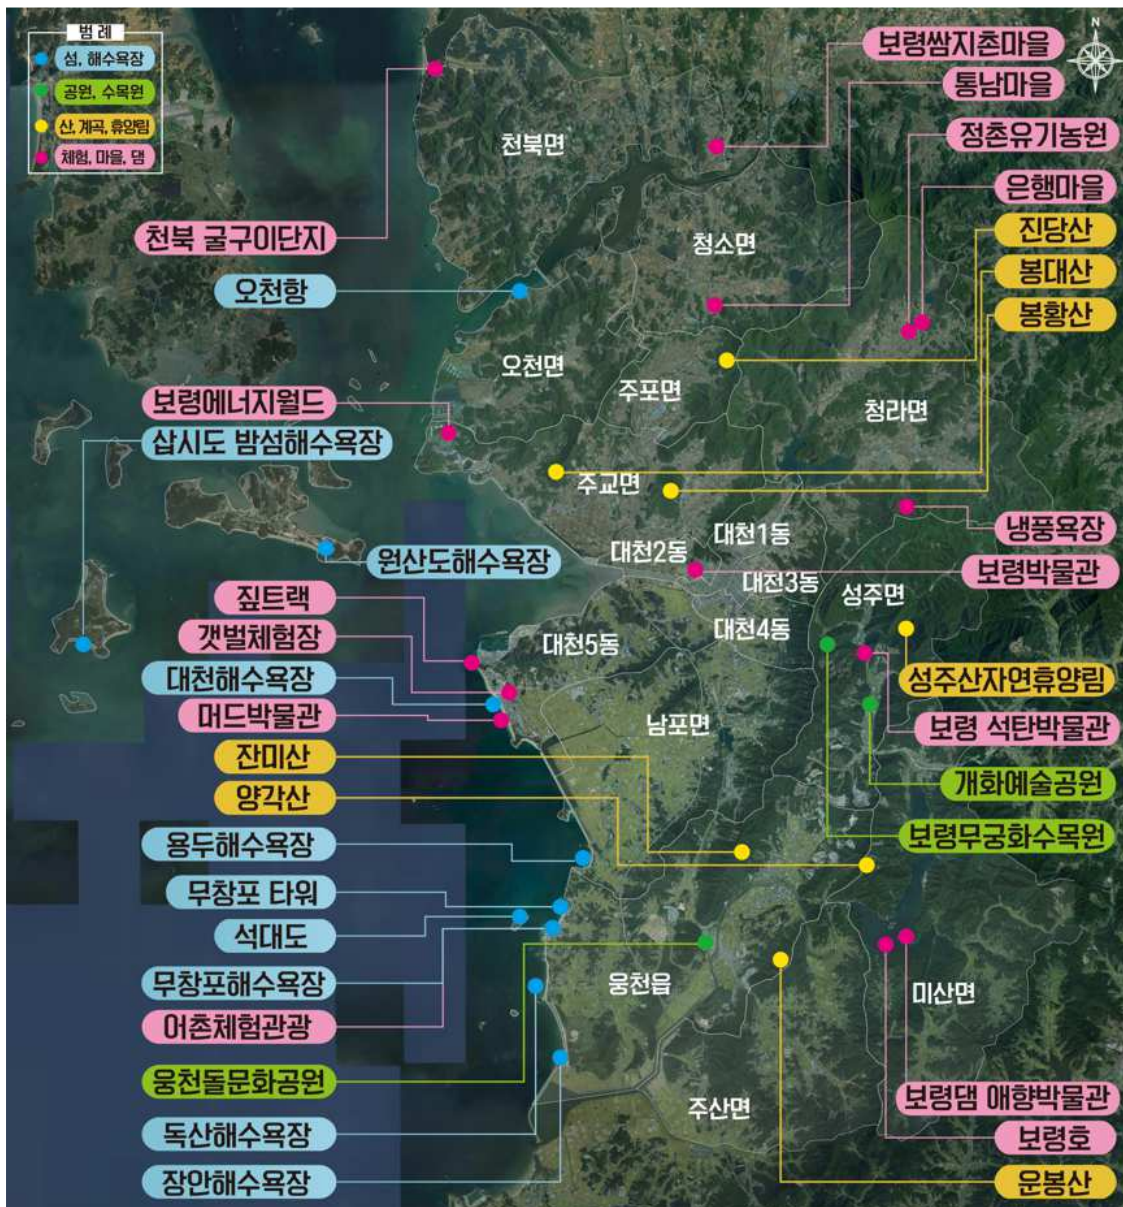 범 례
섬, 해수욕장
공원, 수목원
산, 계곡, 휴양림
체험, 마을, 댐
N
보령쌈지촌마을
통남마을
정촌유기농원
은행마을
진당산
봉대산
봉황산
천북면
천북 굴구이단지
청소면
오천항
오천면
주포면
청라면
보령에너지월드
삽시도 밤섬해수욕장
주교면
냉풍욕장
대천1동
대천2동
원산도해수욕장
보령박물관
대천3동
성주면
짚트랙
갯벌체험장
대천5동
대천4동
대천해수욕장
성주산자연휴양림
머드박물관
남포면
보령 석탄박물관
잔미산
개화예술공원
양각산
보령무궁화수목원
용두해수욕장
무창포 타워
석대도
무창포해수욕장
웅천읍
미산면
어촌체험관광
웅천돌문화공원
주산면
보령댐 애향박물관
독산해수욕장
보령호
장안해수욕장
운봉산